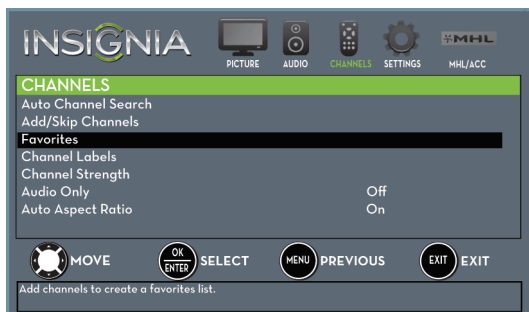 INSIGNIA
PICTURE AUDIO CHANNELS SETTINGS MHL MHL/ACC
CHANNELS
Auto Channel Search
Add/Skip Channels
Favorites
Channel Labels
Channel Strength
Audio Only Off
Auto Aspect Ratio On
MOVE OK ENTER SELECT MENU PREVIOUS EXIT EXIT
Add channels to create a favorites list.